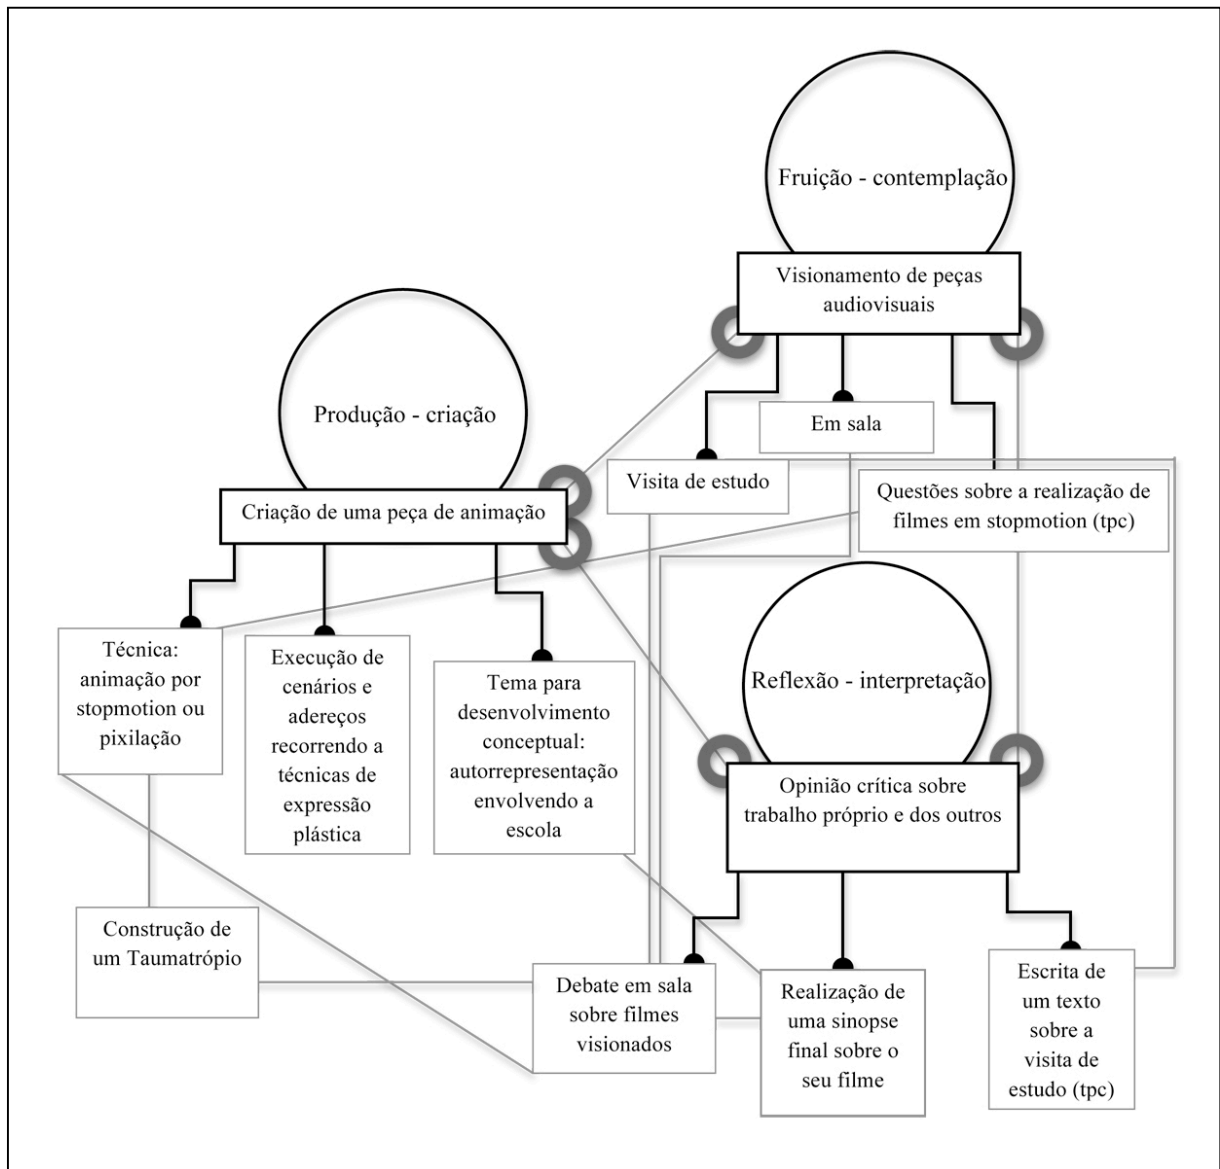 Fruição - contemplação
Visionamento de peças
audiovisuais
Em sala
Visita de estudo
Questões sobre a realização de
filmes em stopmotion (tpc)
Produção - criação
Criação de uma peça de animação
Técnica:
animação por
stopmotion ou
pixilação
Execução de
cenários e
adereços
recorrendo a
técnicas de
expressão
plástica
Tema para
desenvolvimento
conceptual:
autorrepresentação
envolvendo a
escola
Construção de
um Taumatrópio
Reflexão - interpretação
Opinião crítica sobre
trabalho próprio e dos outros
Debate em sala
sobre filmes
visionados
Realização de
uma sinopse
final sobre o
seu filme
Escrita de
um texto
sobre a
visita de
estudo (tpc)